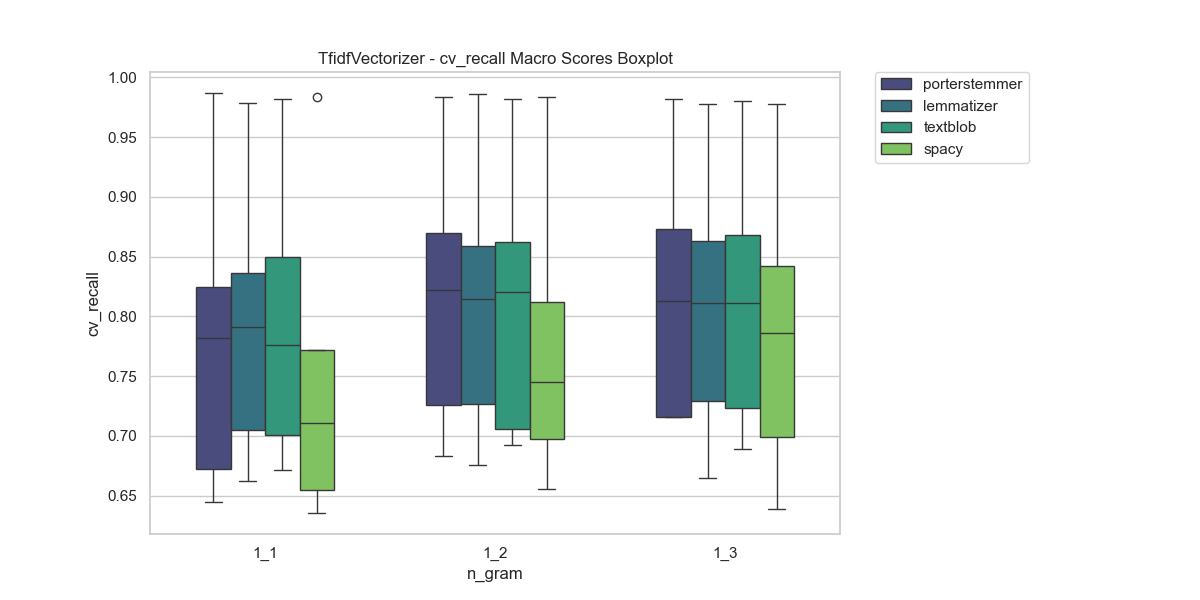 TfidfVectorizer - cv_recall Macro Scores Boxplot
1.00
0.95
0.90
0.85
0.80
0.75
0.70
0.65
cv_recall
1_1
1_2
1_3
n_gram
porterstemmer
lemmatizer
textblob
spacy